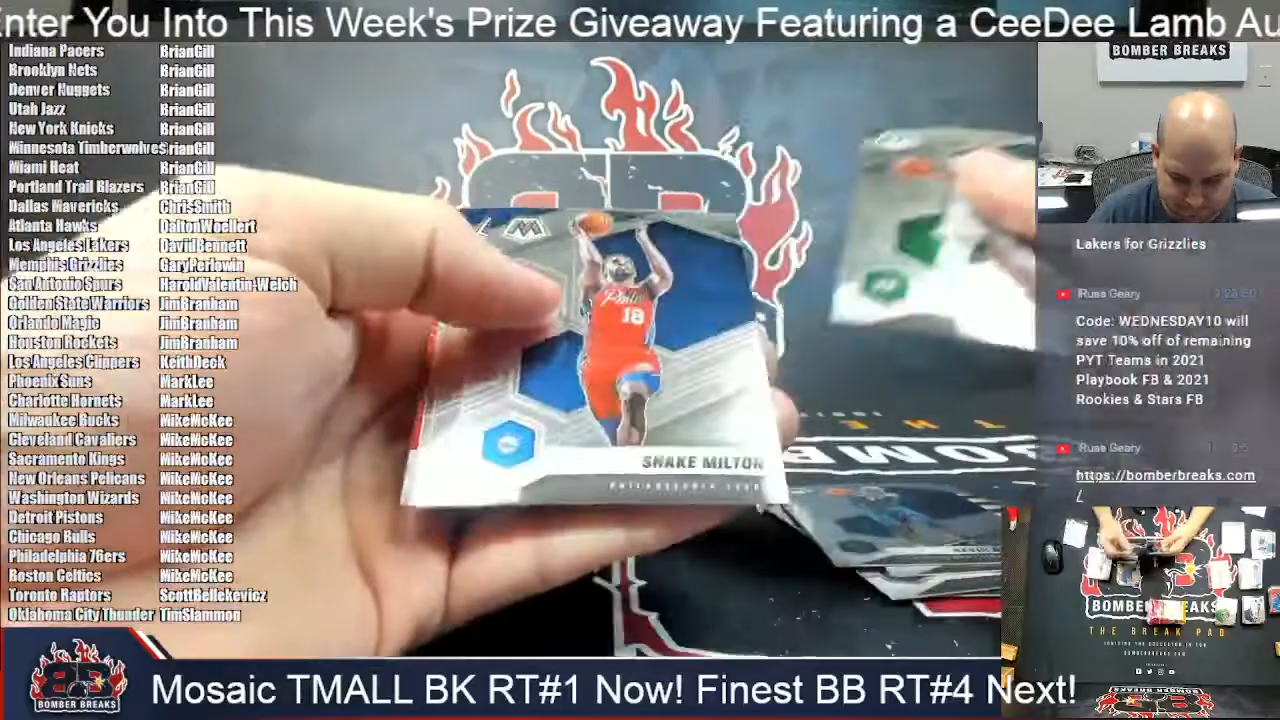 Enter You Into This Week's Prize Giveaway Featuring a CeeDee Lamb Au
Indiana Pacers BrianGill
Brooklyn Nets BrianGill
Denver Nuggets BrianGill
Utah Jazz BrianGill
New York Knicks BrianGill
Minnesota Timberwolves BrianGill
Miami Heat BrianGill
Portland Trail Blazers BrianGill
Dallas Mavericks ChrisSmith
Atlanta Hawks DaltonWoellert
Los Angeles Lakers DavidBennett
Memphis Grizzlies GaryPerlowin
San Antonio Spurs HaroldValentin-Welch
Golden State Warriors JimBranham
Orlando Magic JimBranham
Houston Rockets JimBranham
Los Angeles Clippers KeithDeck
Phoenix Suns MarkLee
Charlotte Hornets MarkLee
Milwaukee Bucks MikeMcKee
Cleveland Cavaliers MikeMcKee
Sacramento Kings MikeMcKee
New Orleans Pelicans MikeMcKee
Washington Wizards MikeMcKee
Detroit Pistons MikeMcKee
Chicago Bulls MikeMcKee
Philadelphia 76ers MikeMcKee
Boston Celtics MikeMcKee
Toronto Raptors ScottBellekevicz
Oklahoma City Thunder TimSlammon
Phila
18
SHAKE MILTON
THE
BOMB
BOMBER BREAKS
Lakers for Grizzlies
Russ Geary
Code: WEDNESDAY10 will
save 10% off of remaining
PYT Teams in 2021
Playbook FB & 2021
Rookies & Stars FB
Russ Geary
https://bomberbreaks.com
/
BOMBER BREAKS
THE BREAK PAD
BOMBER BREAKS
Mosaic TMALL BK RT#1 Now! Finest BB RT#4 Next!